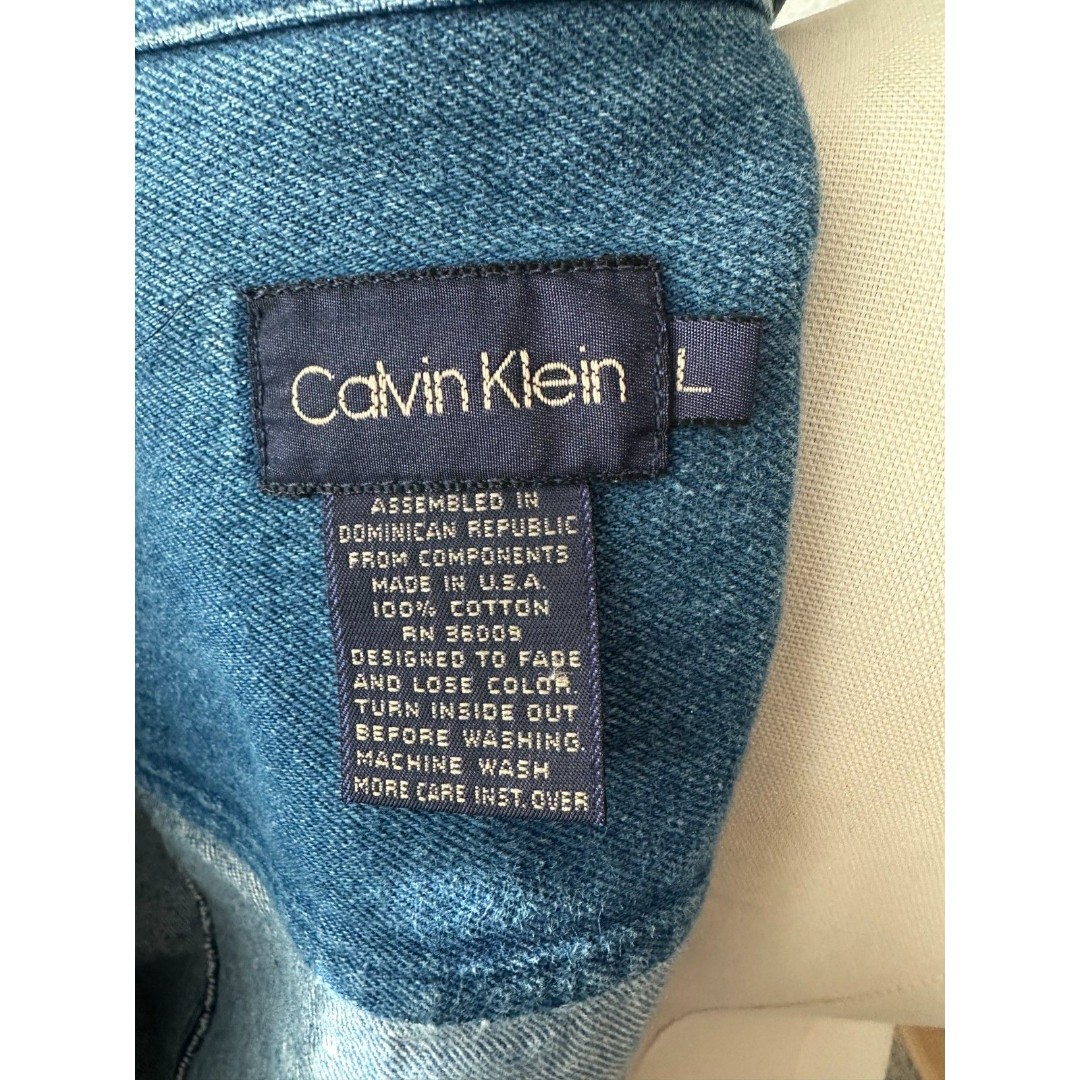 Calvin Klein
L
ASSEMBLED IN
DOMINICAN REPUBLIC
FROM COMPONENTS
MADE IN U.S.A.
100% COTTON
RN 36009
DESIGNED TO FADE
AND LOSE COLOR.
TURN INSIDE OUT
BEFORE WASHING.
MACHINE WASH
MORE CARE INST. OVER